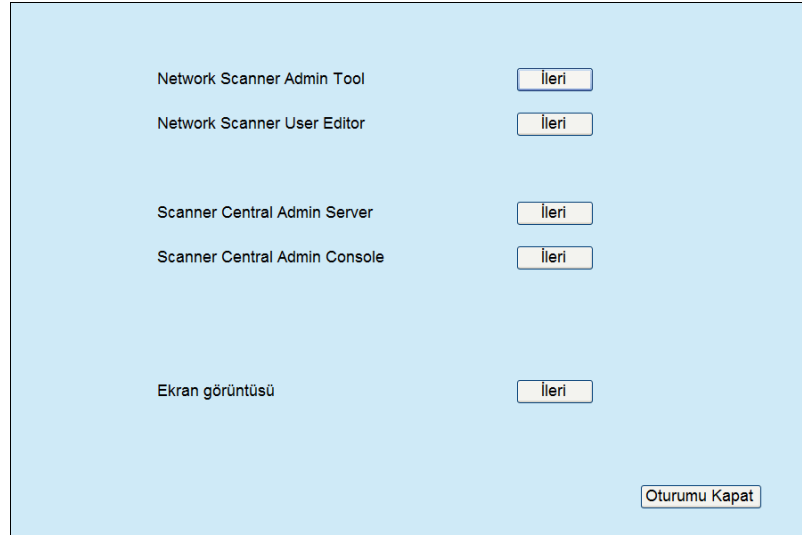 Network Scanner Admin Tool İleri
Network Scanner User Editor İleri
Scanner Central Admin Server İleri
Scanner Central Admin Console İleri
Ekran görüntüsü İleri
Oturumu Kapat